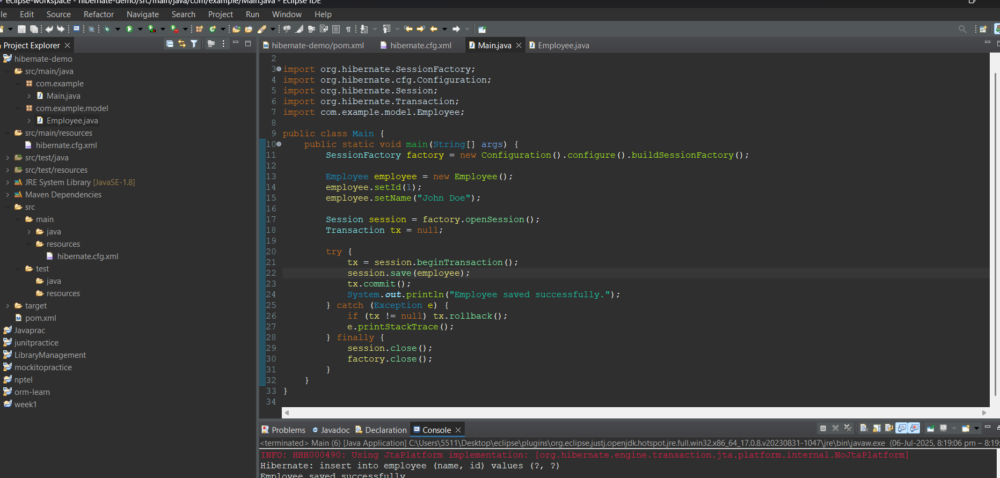 eclipse-workspace - hibernate-demo/src/main/java/com/example/Main.java - Eclipse IDE
le Edit Source Refactor Navigate Search Project Run Window Help
Project Explorer
hibernate-demo
src/main/java
com.example
Main.java
com.example.model
Employee.java
src/main/resources
hibernate.cfg.xml
src/test/java
src/test/resources
JRE System Library [JavaSE-1.8]
Maven Dependencies
src
main
java
resources
hibernate.cfg.xml
test
java
resources
target
pom.xml
Javaprac
junitpractice
LibraryManagement
mockitopractice
nptel
orm-learn
week1
hibernate-demo/pom.xml hibernate.cfg.xml Main.java Employee.java
2
3 import org.hibernate.SessionFactory;
4 import org.hibernate.cfg.Configuration;
5 import org.hibernate.Session;
6 import org.hibernate.Transaction;
7 import com.example.model.Employee;
8
9 public class Main {
10 public static void main(String[] args) {
11 SessionFactory factory = new Configuration().configure().buildSessionFactory();
12
13 Employee employee = new Employee();
14 employee.setId(1);
15 employee.setName("John Doe");
16
17 Session session = factory.openSession();
18 Transaction tx = null;
19
20 try {
21 tx = session.beginTransaction();
22 session.save(employee);
23 tx.commit();
24 System.out.println("Employee saved successfully.");
25 } catch (Exception e) {
26 if (tx != null) tx.rollback();
27 e.printStackTrace();
28 } finally {
29 session.close();
30 factory.close();
31 }
32 }
33 }
34
Problems Javadoc Declaration Console
<terminated> Main (6) [Java Application] C:\Users\5511\Desktop\eclipse\plugins\org.eclipse.justj.openjdk.hotspot.jre.full.win32.x86_64_17.0.8.v20230831-1047\jre\bin\javaw.exe (06-Jul-2025, 8:19:06 pm – 8:19:
INFO: HHH000490: Using JtaPlatform implementation: [org.hibernate.engine.transaction.jta.platform.internal.NoJtaPlatform]
Hibernate: insert into employee (name, id) values (?, ?)
Employee saved successfully